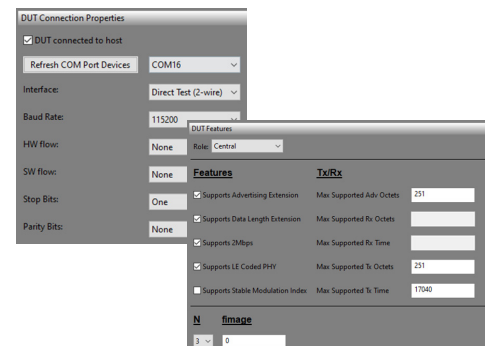 DUT Connection Properties
DUT connected to host
Refresh COM Port Devices COM16
Interface: Direct Test (2-wire)
Baud Rate: 115200
HW flow: None
SW flow: None
Stop Bits: One
Parity Bits: None
DUT Features
Role: Central
Features Tx/Rx
Supports Advertising Extension Max Supported Adv Octets 251
Supports Data Length Extension Max Supported Rx Octets
Supports 2Mbps Max Supported Rx Time
Supports LE Coded PHY Max Supported Tx Octets 251
Supports Stable Modulation Index Max Supported Tx Time 17040
N fimage
3 0